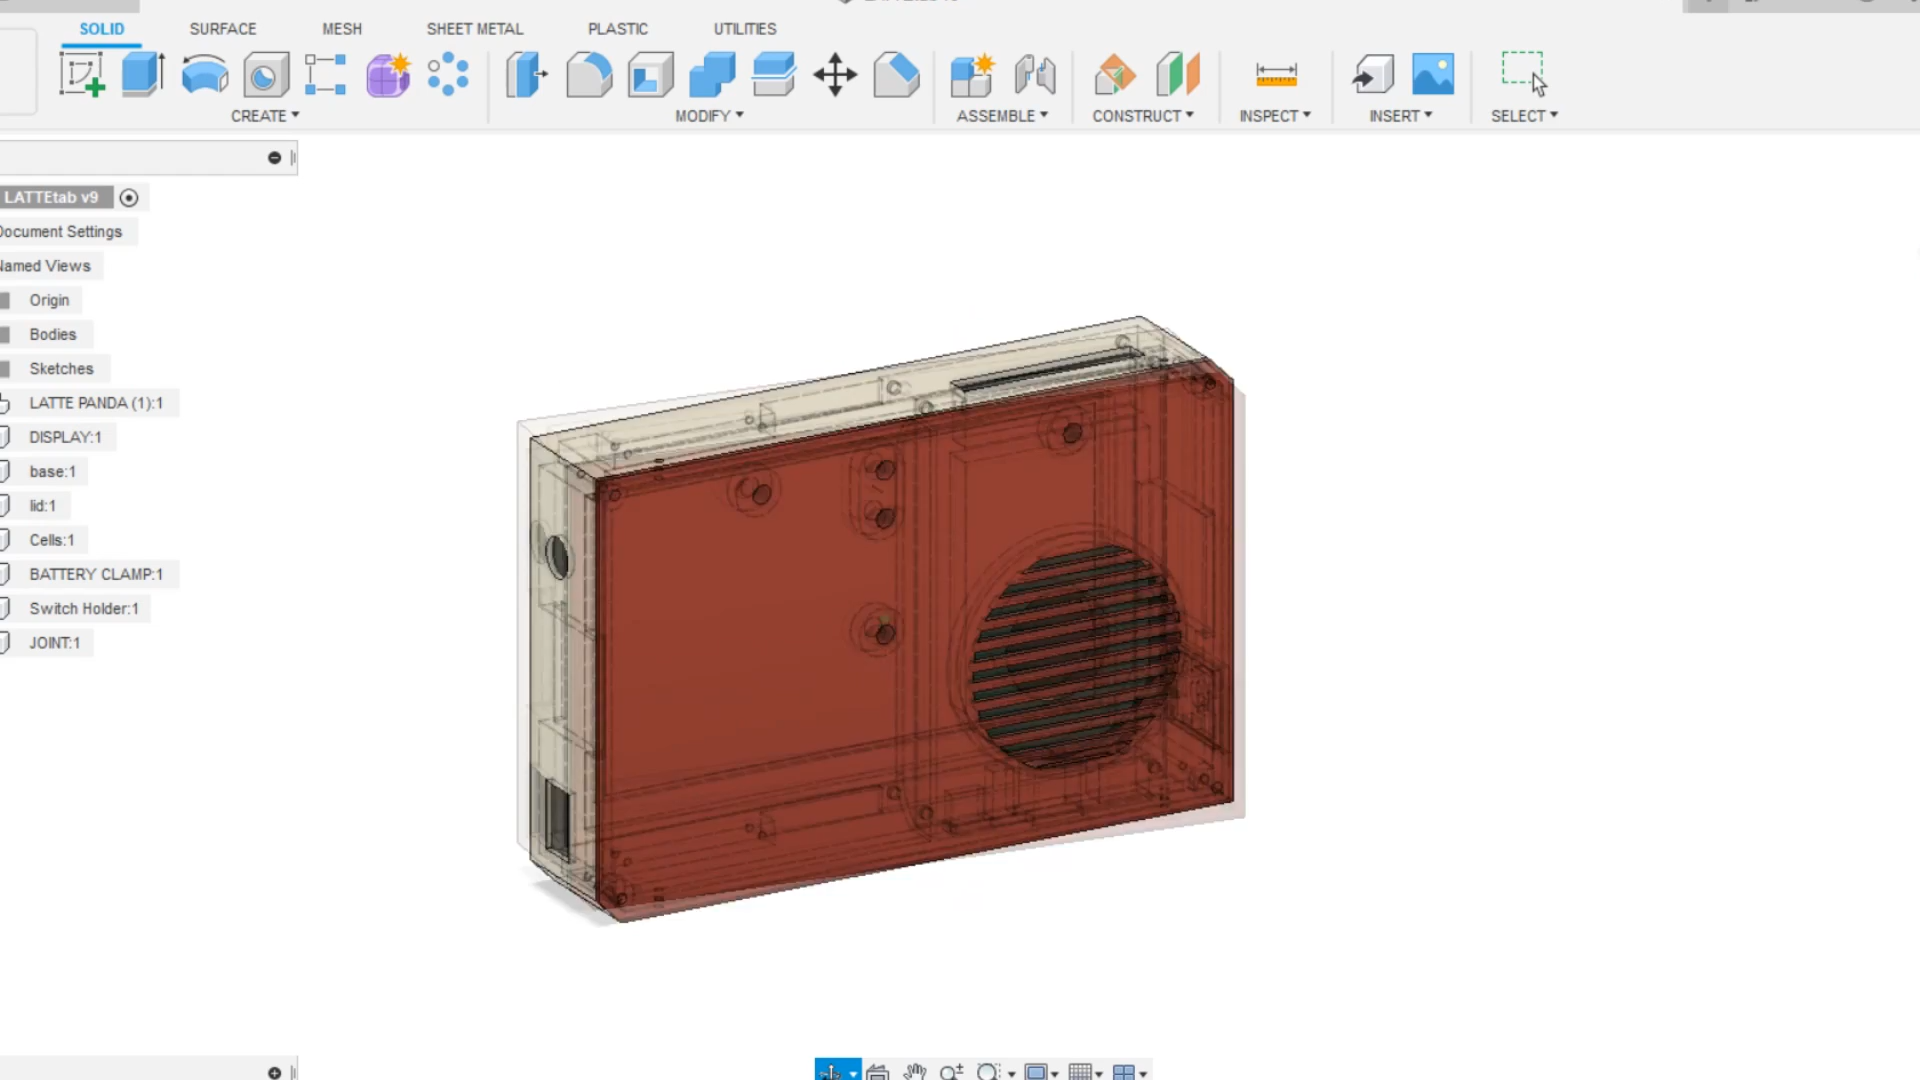 SOLID SURFACE MESH SHEET METAL PLASTIC UTILITIES
CREATE MODIFY ASSEMBLE CONSTRUCT INSPECT INSERT SELECT
LATTEtab v9
Document Settings
Named Views
Origin
Bodies
Sketches
LATTE PANDA (1):1
DISPLAY:1
base:1
lid:1
Cells:1
BATTERY CLAMP:1
Switch Holder:1
JOINT:1